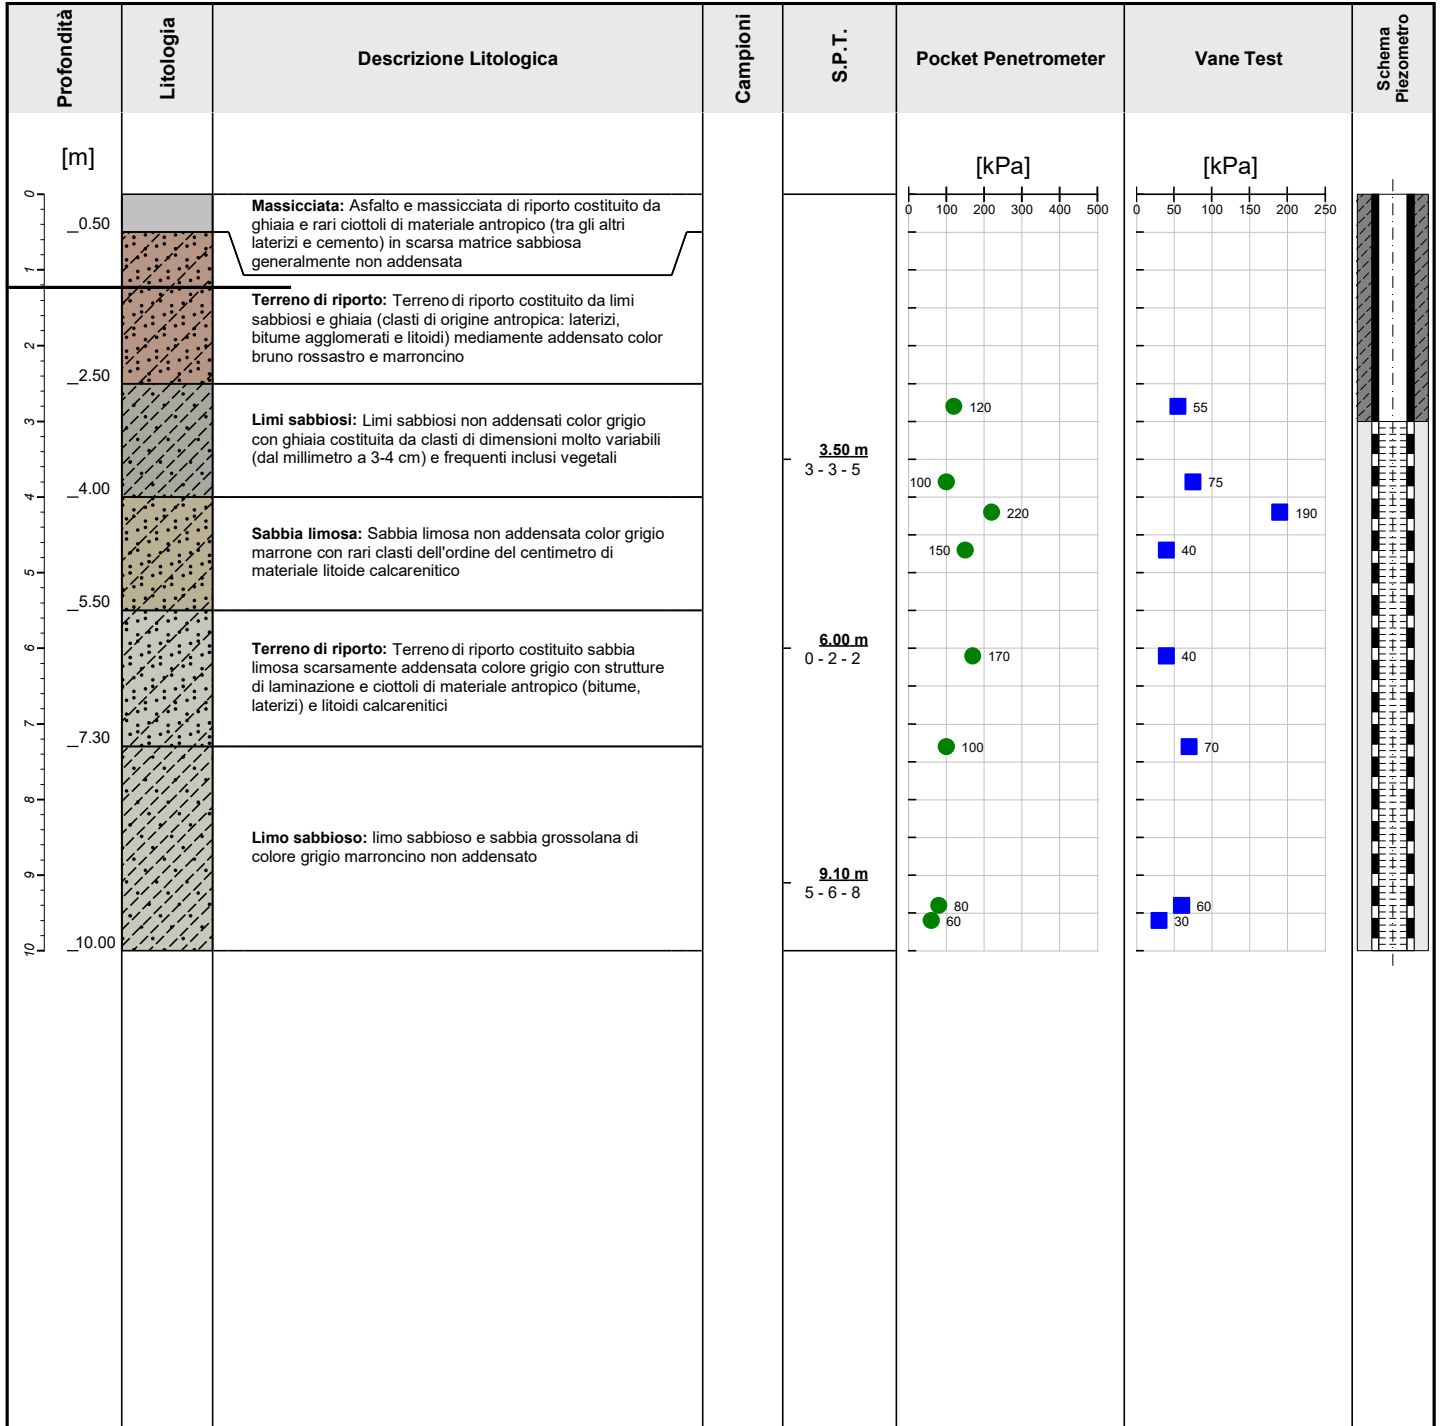 Profondità
Litologia
Descrizione Litologica
Campioni
S.P.T.
Pocket Penetrometer
Vane Test
Schema
Piezometro
[m]
[kPa]
[kPa]
0 100 200 300 400 500
0 50 100 150 200 250
0
1
2
3
4
5
6
7
8
9
10
0.50
2.50
4.00
5.50
7.30
10.00
Massicciata: Asfalto e massicciata di riporto costituito da
ghiaia e rari ciottoli di materiale antropico (tra gli altri
laterizi e cemento) in scarsa matrice sabbiosa
generalmente non addensata
Terreno di riporto: Terreno di riporto costituito da limi
sabbiosi e ghiaia (clasti di origine antropica: laterizi,
bitume agglomerati e litoidi) mediamente addensato color
bruno rossastro e marroncino
Limi sabbiosi: Limi sabbiosi non addensati color grigio
con ghiaia costituita da clasti di dimensioni molto variabili
(dal millimetro a 3-4 cm) e frequenti inclusi vegetali
Sabbia limosa: Sabbia limosa non addensata color grigio
marrone con rari clasti dell'ordine del centimetro di
materiale litoide calcarenitico
Terreno di riporto: Terreno di riporto costituito sabbia
limosa scarsamente addensata colore grigio con strutture
di laminazione e ciottoli di materiale antropico (bitume,
laterizi) e litoidi calcarenitici
Limo sabbioso: limo sabbioso e sabbia grossolana di
colore grigio marroncino non addensato
3.50 m
3 - 3 - 5
6.00 m
0 - 2 - 2
9.10 m
5 - 6 - 8
120
100
220
150
170
100
80
60
55
75
190
40
40
70
60
30